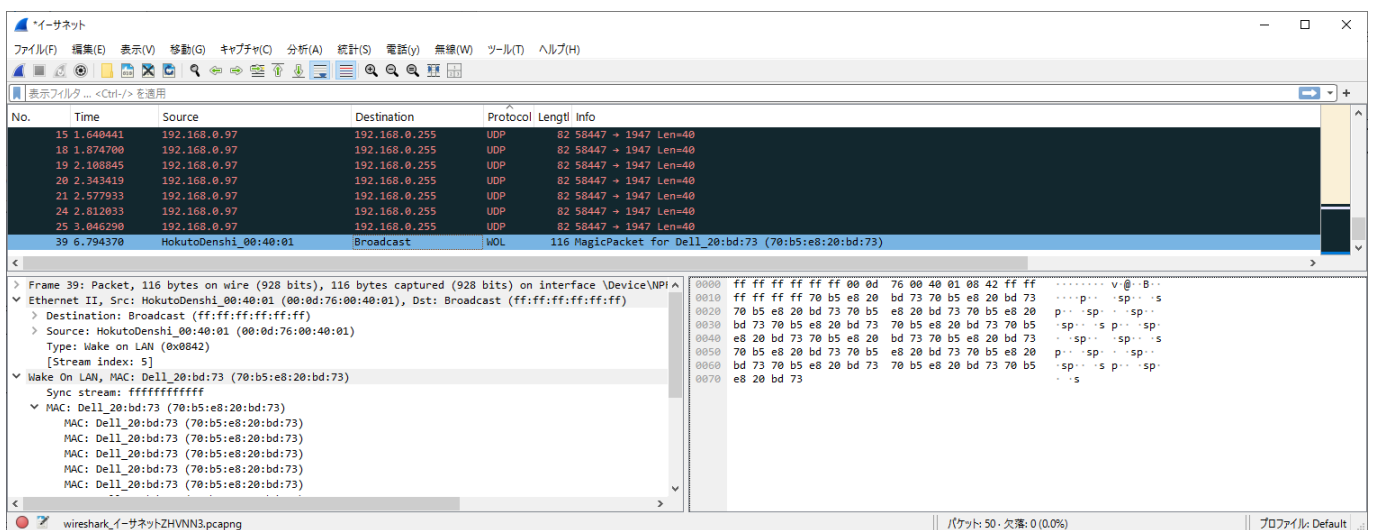 *イーサネット
ファイル(F) 編集(E) 表示(V) 移動(G) キャプチャ(C) 分析(A) 統計(S) 電話(y) 無線(W) ツール(T) ヘルプ(H)
表示フィルタ ... <Ctrl-/> を適用
No. Time Source Destination Protocol Lengtl Info
15 1.640441 192.168.0.97 192.168.0.255 UDP 82 58447 → 1947 Len=40
18 1.874700 192.168.0.97 192.168.0.255 UDP 82 58447 → 1947 Len=40
19 2.108845 192.168.0.97 192.168.0.255 UDP 82 58447 → 1947 Len=40
20 2.343419 192.168.0.97 192.168.0.255 UDP 82 58447 → 1947 Len=40
21 2.577933 192.168.0.97 192.168.0.255 UDP 82 58447 → 1947 Len=40
24 2.812033 192.168.0.97 192.168.0.255 UDP 82 58447 → 1947 Len=40
25 3.046290 192.168.0.97 192.168.0.255 UDP 82 58447 → 1947 Len=40
39 6.794370 HokutoDenshi_00:40:01 Broadcast WOL 116 MagicPacket for Dell_20:bd:73 (70:b5:e8:20:bd:73)
Frame 39: Packet, 116 bytes on wire (928 bits), 116 bytes captured (928 bits) on interface \Device\NPI
Ethernet II, Src: HokutoDenshi_00:40:01 (00:0d:76:00:40:01), Dst: Broadcast (ff:ff:ff:ff:ff:ff)
Destination: Broadcast (ff:ff:ff:ff:ff:ff)
Source: HokutoDenshi_00:40:01 (00:0d:76:00:40:01)
Type: Wake on LAN (0x0842)
[Stream index: 5]
Wake On LAN, MAC: Dell_20:bd:73 (70:b5:e8:20:bd:73)
Sync stream: ffffffffffff
MAC: Dell_20:bd:73 (70:b5:e8:20:bd:73)
MAC: Dell_20:bd:73 (70:b5:e8:20:bd:73)
MAC: Dell_20:bd:73 (70:b5:e8:20:bd:73)
MAC: Dell_20:bd:73 (70:b5:e8:20:bd:73)
MAC: Dell_20:bd:73 (70:b5:e8:20:bd:73)
MAC: Dell_20:bd:73 (70:b5:e8:20:bd:73)
0000 ff ff ff ff ff ff 00 0d 76 00 40 01 08 42 ff ff ········ v·@··B··
0010 ff ff ff ff 70 b5 e8 20 bd 73 70 b5 e8 20 bd 73 ····p·· ·sp·· ·s
0020 70 b5 e8 20 bd 73 70 b5 e8 20 bd 73 70 b5 e8 20 p·· ·sp· · ·sp··
0030 bd 73 70 b5 e8 20 bd 73 70 b5 e8 20 bd 73 70 b5 ·sp·· ·s p·· ·sp·
0040 e8 20 bd 73 70 b5 e8 20 bd 73 70 b5 e8 20 bd 73 · ·sp·· ·sp·· ·s
0050 70 b5 e8 20 bd 73 70 b5 e8 20 bd 73 70 b5 e8 20 p·· ·sp· · ·sp··
0060 bd 73 70 b5 e8 20 bd 73 70 b5 e8 20 bd 73 70 b5 ·sp·· ·s p·· ·sp·
0070 e8 20 bd 73 · ·s
wireshark_イーサネットZHVNN3.pcapng パケット: 50 · 欠落: 0 (0.0%) プロファイル: Default